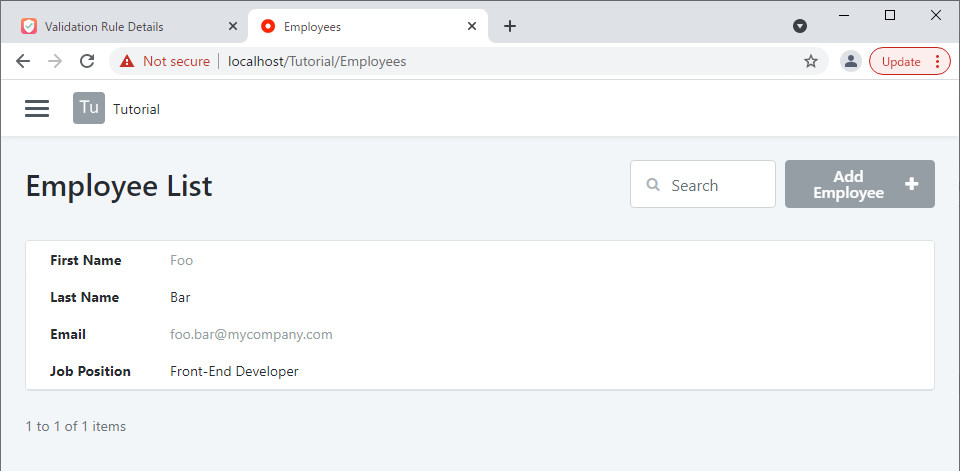 Validation Rule Details
Employees
Not secure
localhost/Tutorial/Employees
Update
Tu
Tutorial
Employee List
Search
Add
Employee
First Name Foo
Last Name Bar
Email foo.bar@mycompany.com
Job Position Front-End Developer
1 to 1 of 1 items